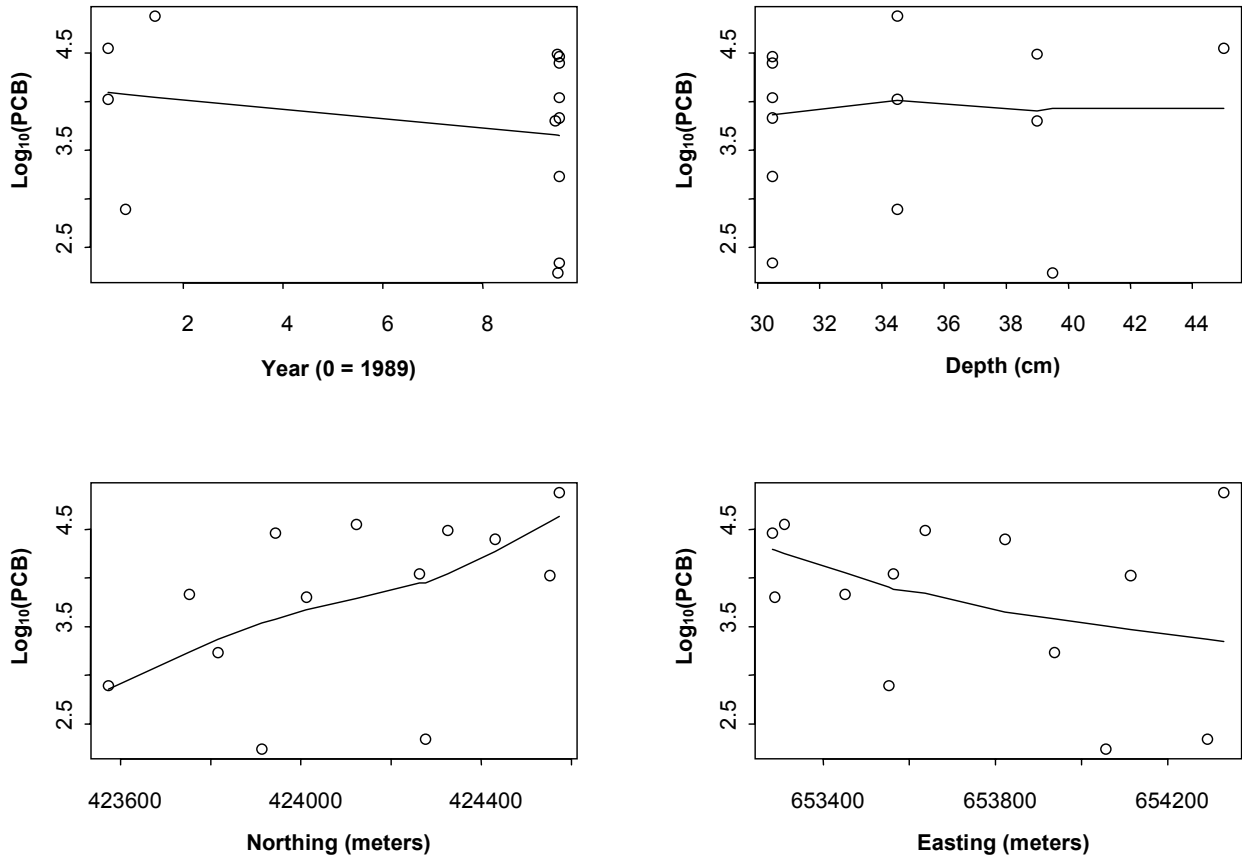 Log₁₀(PCB)
4.5
3.5
2.5
2 4 6 8
Year (0 = 1989)
Log₁₀(PCB)
4.5
3.5
2.5
30 32 34 36 38 40 42 44
Depth (cm)
Log₁₀(PCB)
4.5
3.5
2.5
423600 424000 424400
Northing (meters)
Log₁₀(PCB)
4.5
3.5
2.5
653400 653800 654200
Easting (meters)